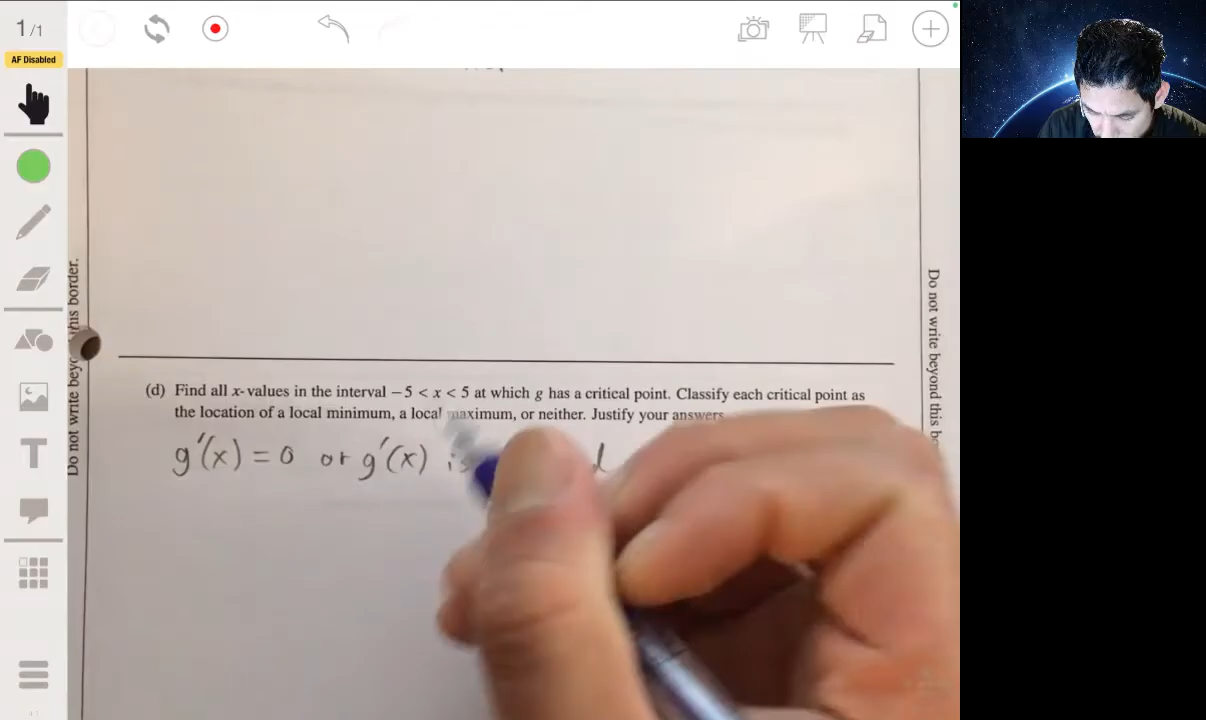 1/1
AF Disabled
T
Do not write beyond this border.
Do not write beyond this b
(d) Find all x-values in the interval −5 < x < 5 at which g has a critical point. Classify each critical point as
the location of a local minimum, a local maximum, or neither. Justify your answers
g′(x) = 0 or g′(x) is